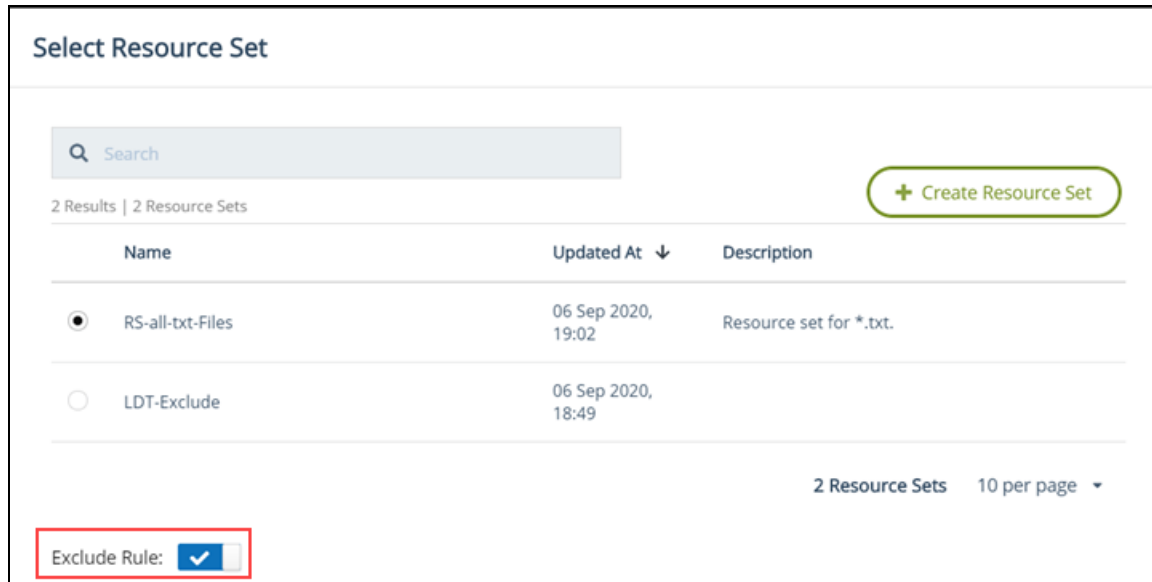 Select Resource Set
Search
2 Results | 2 Resource Sets
+ Create Resource Set
Name Updated At ↓ Description
RS-all-txt-Files 06 Sep 2020, 19:02 Resource set for *.txt.
LDT-Exclude 06 Sep 2020, 18:49
2 Resource Sets 10 per page
Exclude Rule: